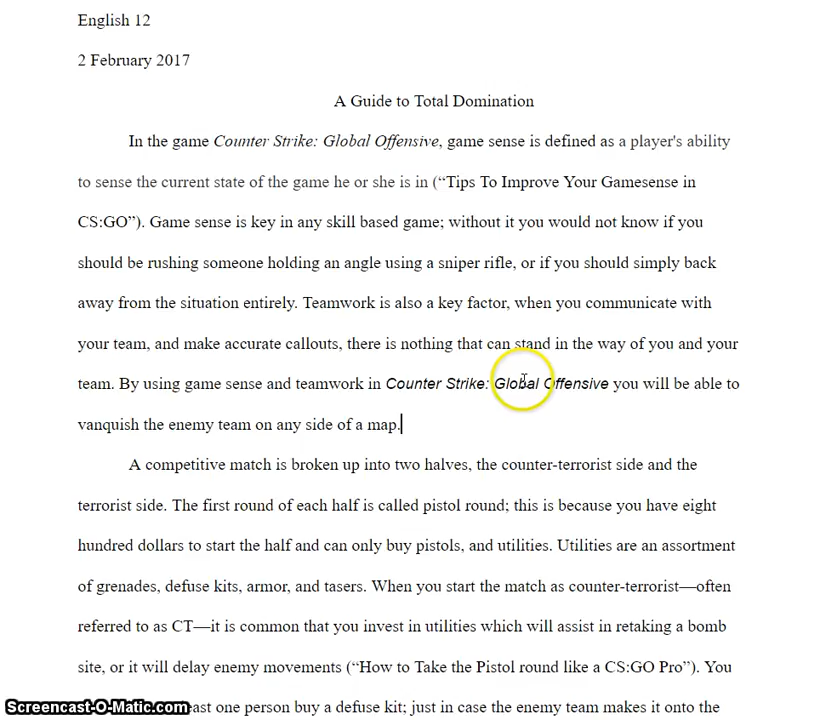 English 12
2 February 2017
A Guide to Total Domination
In the game Counter Strike: Global Offensive, game sense is defined as a player's ability
to sense the current state of the game he or she is in (“Tips To Improve Your Gamesense in
CS:GO”). Game sense is key in any skill based game; without it you would not know if you
should be rushing someone holding an angle using a sniper rifle, or if you should simply back
away from the situation entirely. Teamwork is also a key factor, when you communicate with
your team, and make accurate callouts, there is nothing that can stand in the way of you and your
team. By using game sense and teamwork in Counter Strike: Global Offensive you will be able to
vanquish the enemy team on any side of a map.
A competitive match is broken up into two halves, the counter-terrorist side and the
terrorist side. The first round of each half is called pistol round; this is because you have eight
hundred dollars to start the half and can only buy pistols, and utilities. Utilities are an assortment
of grenades, defuse kits, armor, and tasers. When you start the match as counter-terrorist—often
referred to as CT—it is common that you invest in utilities which will assist in retaking a bomb
site, or it will delay enemy movements (“How to Take the Pistol round like a CS:GO Pro”). You
one person buy a defuse kit; just in case the enemy team makes it onto the
Screencast-O-Matic.com